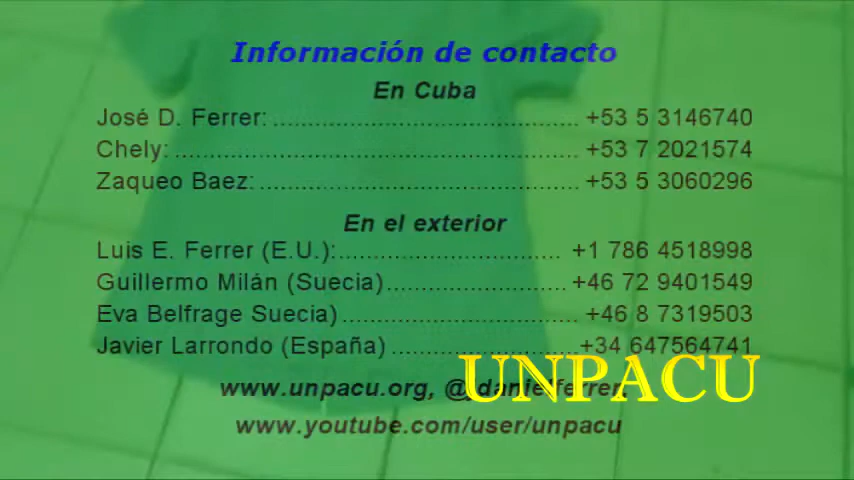 Información de contacto
En Cuba
José D. Ferrer: ........................................ +53 5 3146740
Chely: ..................................................... +53 7 2021574
Zaqueo Baez: .......................................... +53 5 3060296
En el exterior
Luis E. Ferrer (E.U.):............................. +1 786 4518998
Guillermo Milán (Suecia)........................ +46 72 9401549
Eva Belfrage Suecia) .............................. +46 8 7319503
Javier Larrondo (España) ........................ +34 647564741
UNPACU
www.unpacu.org, @jdanielferrer,
www.youtube.com/user/unpacu